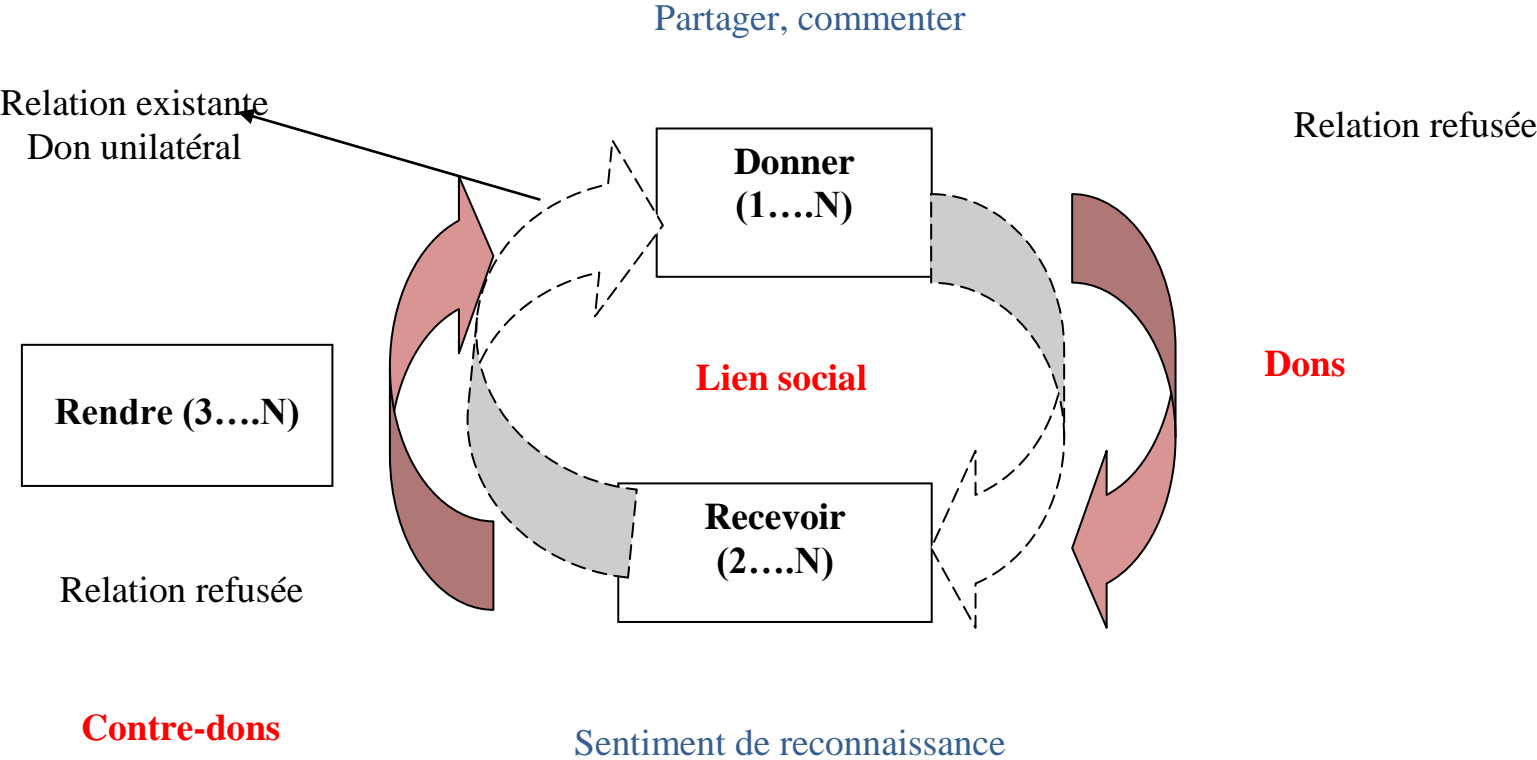 Partager, commenter
Relation existante
Don unilatéral
Relation refusée
Donner
(1….N)
Lien social
Dons
Rendre (3….N)
Recevoir
(2….N)
Relation refusée
Contre-dons
Sentiment de reconnaissance